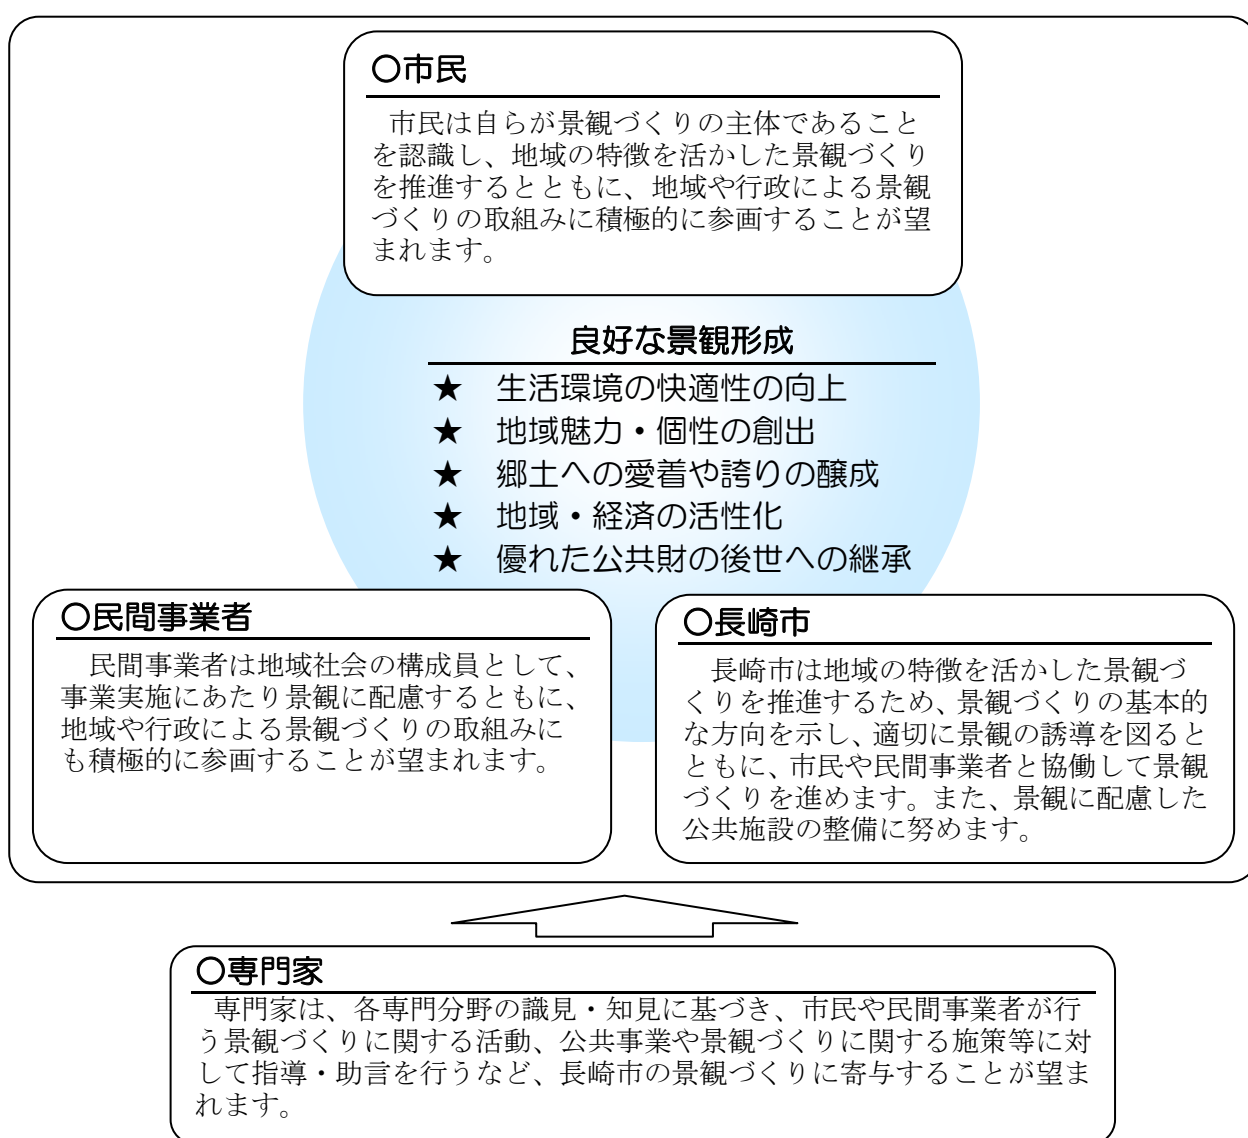 〇市民
市民は自らが景観づくりの主体であること
を認識し、地域の特徴を活かした景観づくり
を推進するとともに、地域や行政による景観
づくりの取組みに積極的に参画することが望
まれます。
良好な景観形成
★ 生活環境の快適性の向上
★ 地域魅力・個性の創出
★ 郷土への愛着や誇りの醸成
★ 地域・経済の活性化
★ 優れた公共財の後世への継承
〇民間事業者
民間事業者は地域社会の構成員として、
事業実施にあたり景観に配慮するともに、
地域や行政による景観づくりの取組みに
も積極的に参画することが望まれます。
〇長崎市
長崎市は地域の特徴を活かした景観づ
くりを推進するため、景観づくりの基本的
な方向を示し、適切に景観の誘導を図ると
ともに、市民や民間事業者と協働して景観
づくりを進めます。また、景観に配慮した
公共施設の整備に努めます。
〇専門家
専門家は、各専門分野の識見・知見に基づき、市民や民間事業者が行
う景観づくりに関する活動、公共事業や景観づくりに関する施策等に対
して指導・助言を行うなど、長崎市の景観づくりに寄与することが望ま
れます。